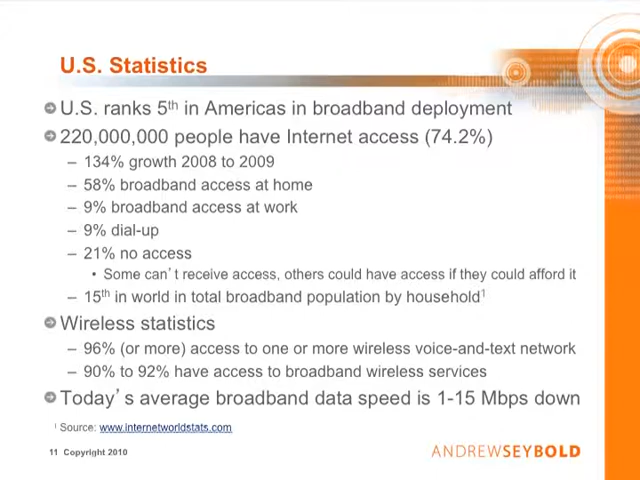 U.S. Statistics
U.S. ranks 5th in Americas in broadband deployment
220,000,000 people have Internet access (74.2%)
– 134% growth 2008 to 2009
– 58% broadband access at home
– 9% broadband access at work
– 9% dial-up
– 21% no access
• Some can't receive access, others could have access if they could afford it
– 15th in world in total broadband population by household1
Wireless statistics
– 96% (or more) access to one or more wireless voice-and-text network
– 90% to 92% have access to broadband wireless services
Today's average broadband data speed is 1-15 Mbps down
1 Source: www.internetworldstats.com
11 Copyright 2010
ANDREWSEYBOLD